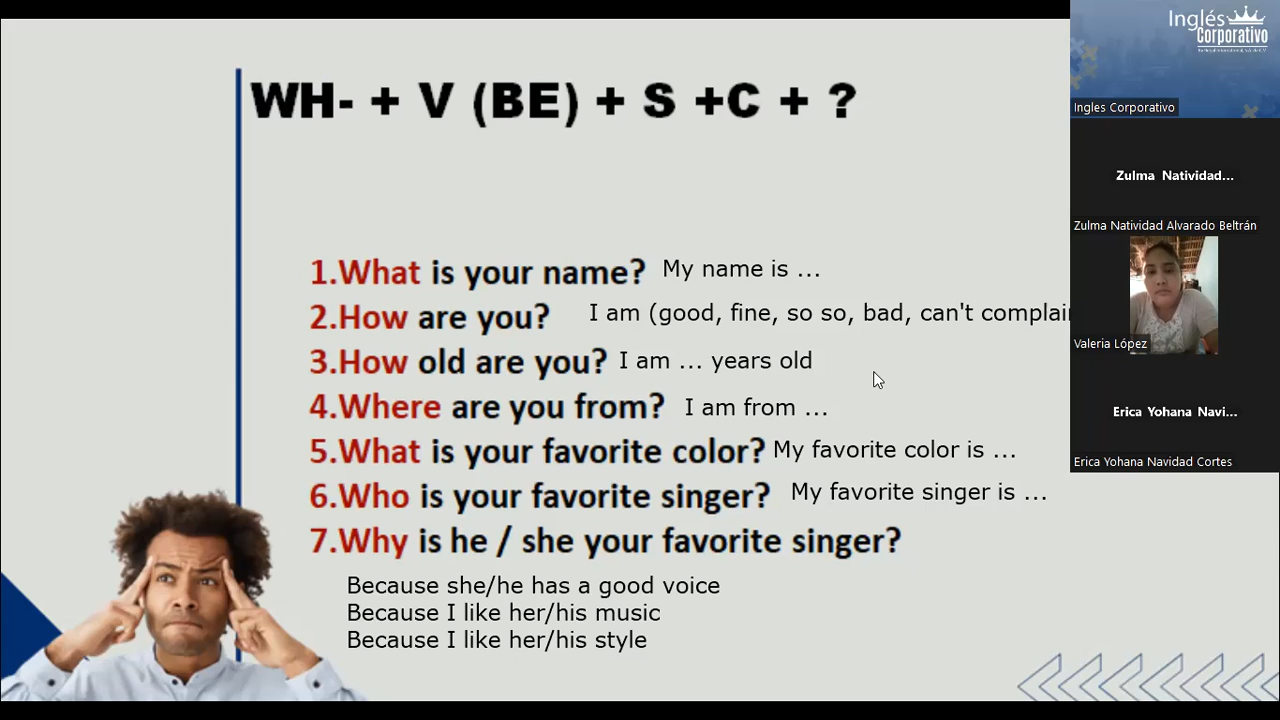 WH- + V (BE) + S +C + ?
1.What is your name? My name is ...
2.How are you? I am (good, fine, so so, bad, can't complain
3.How old are you? I am ... years old
4.Where are you from? I am from ...
5.What is your favorite color? My favorite color is ...
6.Who is your favorite singer? My favorite singer is ...
7.Why is he / she your favorite singer?
Because she/he has a good voice
Because I like her/his music
Because I like her/his style
Inglés
Corporativo
Ingles Corporativo
Zulma Natividad...
Zulma Natividad Alvarado Beltrán
Valeria López
Erica Yohana Navi...
Erica Yohana Navidad Cortes